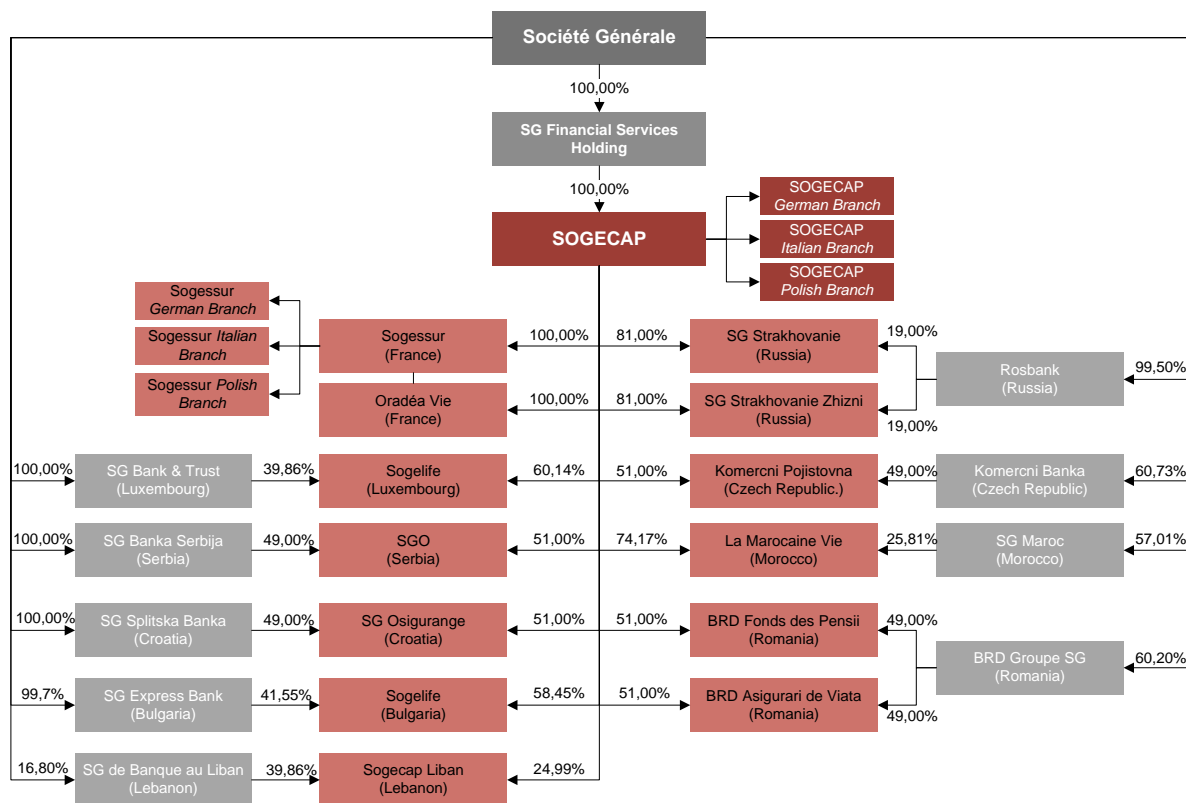 Société Générale
100,00%
SG Financial Services
Holding
100,00%
SOGECAP
German Branch
SOGECAP
SOGECAP
Italian Branch
SOGECAP
Polish Branch
Sogessur
German Branch
Sogessur Italian
Branch
Sogessur Polish
Branch
Sogessur
(France)
100,00%
81,00%
SG Strakhovanie
(Russia)
19,00%
Rosbank
(Russia)
99,50%
Oradéa Vie
(France)
100,00%
81,00%
SG Strakhovanie Zhizni
(Russia)
19,00%
100,00%
SG Bank & Trust
(Luxembourg)
39,86%
Sogelife
(Luxembourg)
60,14%
51,00%
Komercni Pojistovna
(Czech Republic.)
49,00%
Komercni Banka
(Czech Republic)
60,73%
100,00%
SG Banka Serbija
(Serbia)
49,00%
SGO
(Serbia)
51,00%
74,17%
La Marocaine Vie
(Morocco)
25,81%
SG Maroc
(Morocco)
57,01%
100,00%
SG Splitska Banka
(Croatia)
49,00%
SG Osigurange
(Croatia)
51,00%
51,00%
BRD Fonds des Pensii
(Romania)
49,00%
BRD Groupe SG
(Romania)
60,20%
99,7%
SG Express Bank
(Bulgaria)
41,55%
Sogelife
(Bulgaria)
58,45%
51,00%
BRD Asigurari de Viata
(Romania)
49,00%
16,80%
SG de Banque au Liban
(Lebanon)
39,86%
Sogecap Liban
(Lebanon)
24,99%